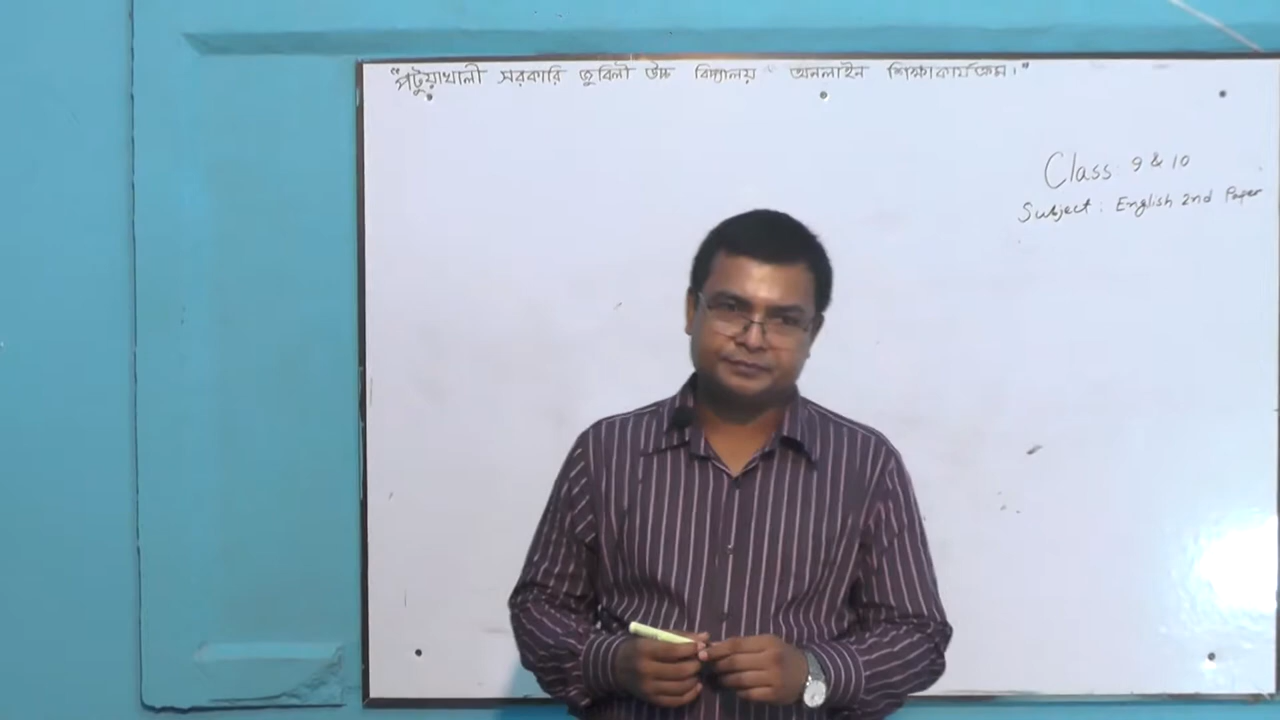 "পটুয়াখালী সরকারি জুবিলী উচ্চ বিদ্যালয় অনলাইন শিক্ষাকার্যক্রম।"
Class 9 & 10
Subject : English 2nd Paper